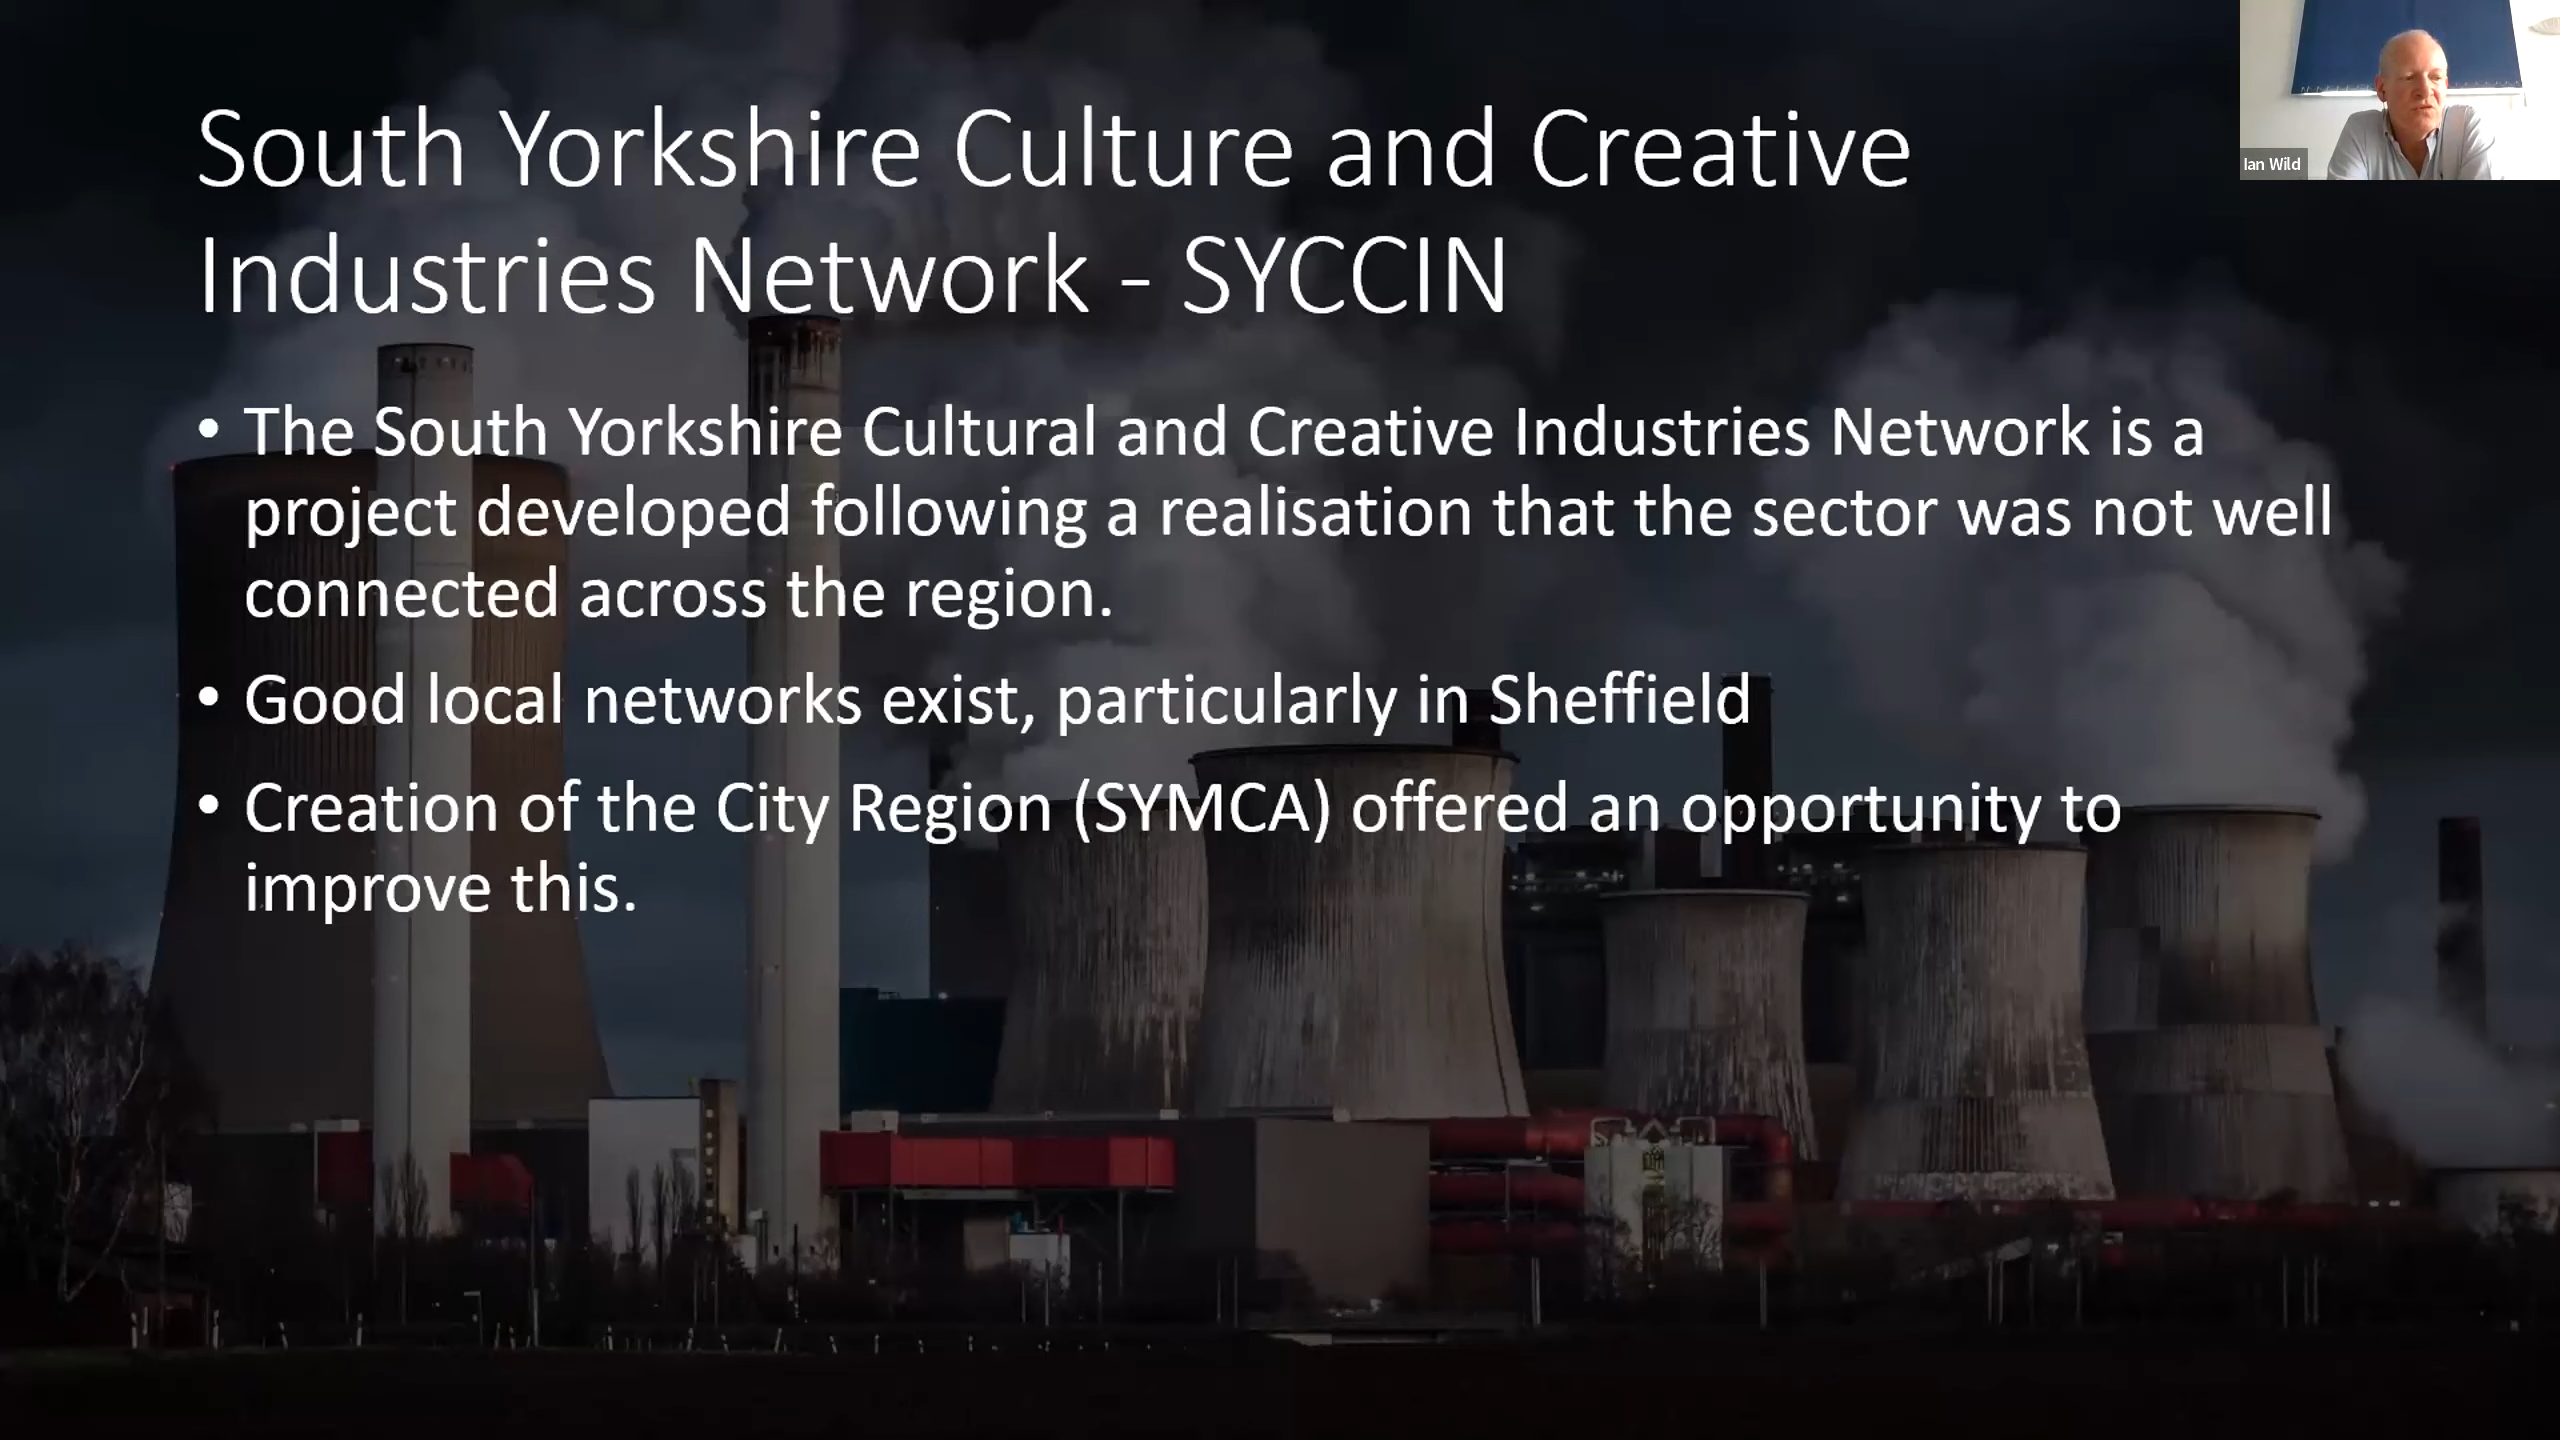 South Yorkshire Culture and Creative
Industries Network - SYCCIN
Ian Wild
• The South Yorkshire Cultural and Creative Industries Network is a
project developed following a realisation that the sector was not well
connected across the region.
• Good local networks exist, particularly in Sheffield
• Creation of the City Region (SYMCA) offered an opportunity to
improve this.